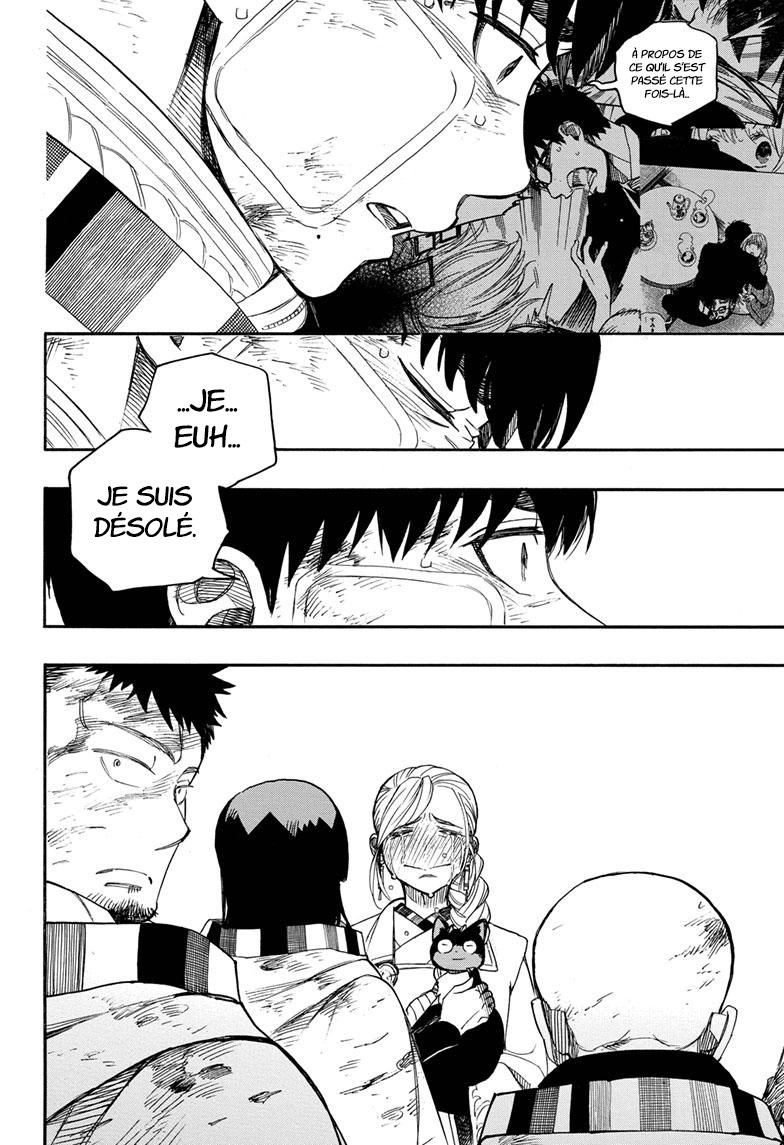 À PROPOS DE
CE QU'IL S'EST
PASSÉ CETTE
FOIS-LÀ..
...JE...
EUH...
JE SUIS
DÉSOLÉ.